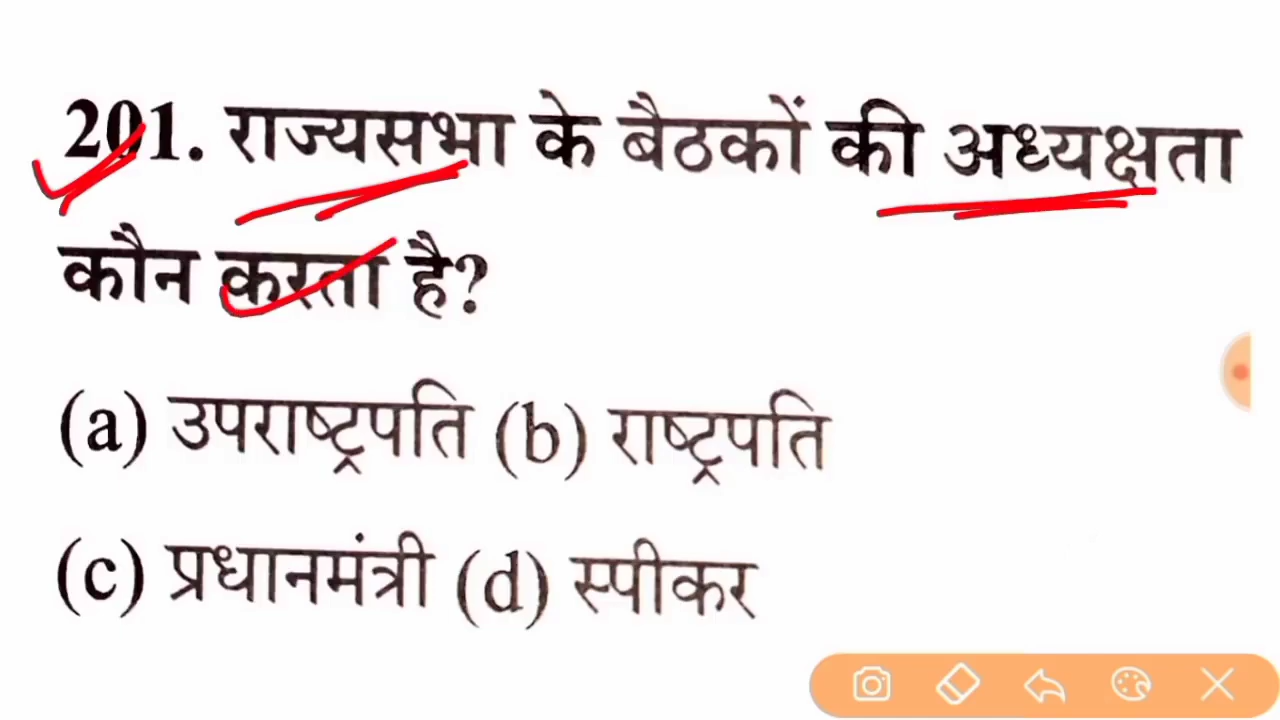 201. राज्यसभा के बैठकों की अध्यक्षता
कौन करता है?
(a) उपराष्ट्रपति (b) राष्ट्रपति
(c) प्रधानमंत्री (d) स्पीकर